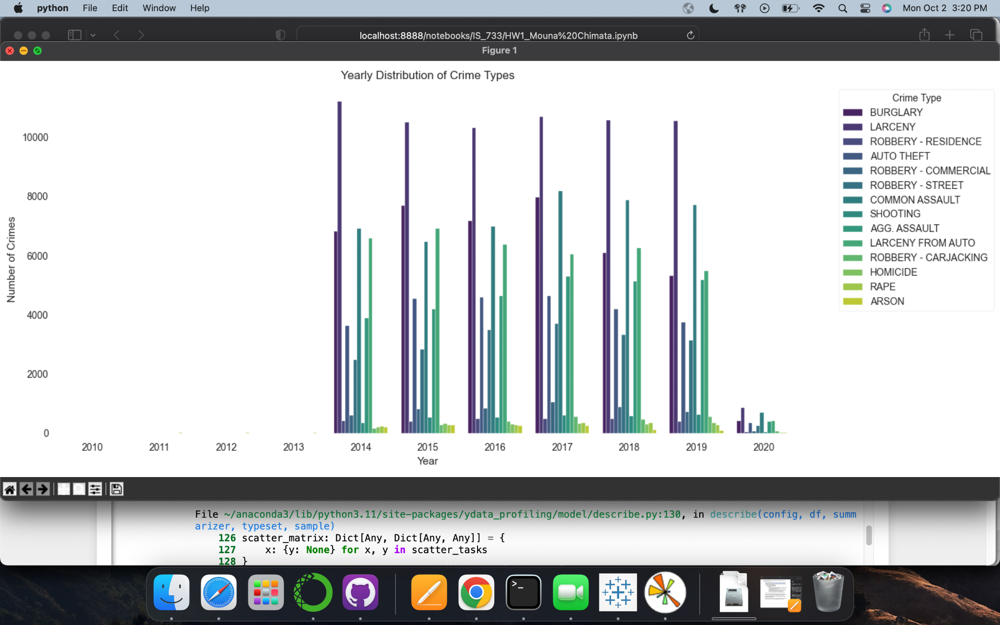 python File Edit Window Help Mon Oct 2 3:20 PM
localhost:8888/notebooks/IS_733/HW1_Mouna%20Chimata.ipynb
Figure 1
Yearly Distribution of Crime Types
Number of Crimes
10000
8000
6000
4000
2000
0
2010 2011 2012 2013 2014 2015 2016 2017 2018 2019 2020
Year
Crime Type
BURGLARY
LARCENY
ROBBERY - RESIDENCE
AUTO THEFT
ROBBERY - COMMERCIAL
ROBBERY - STREET
COMMON ASSAULT
SHOOTING
AGG. ASSAULT
LARCENY FROM AUTO
ROBBERY - CARJACKING
HOMICIDE
RAPE
ARSON
File ~/anaconda3/lib/python3.11/site-packages/ydata_profiling/model/describe.py:130, in describe(config, df, summ
arizer, typeset, sample)
126 scatter_matrix: Dict[Any, Dict[Any, Any]] = {
127     x: {y: None} for x, y in scatter_tasks
128 }
>_